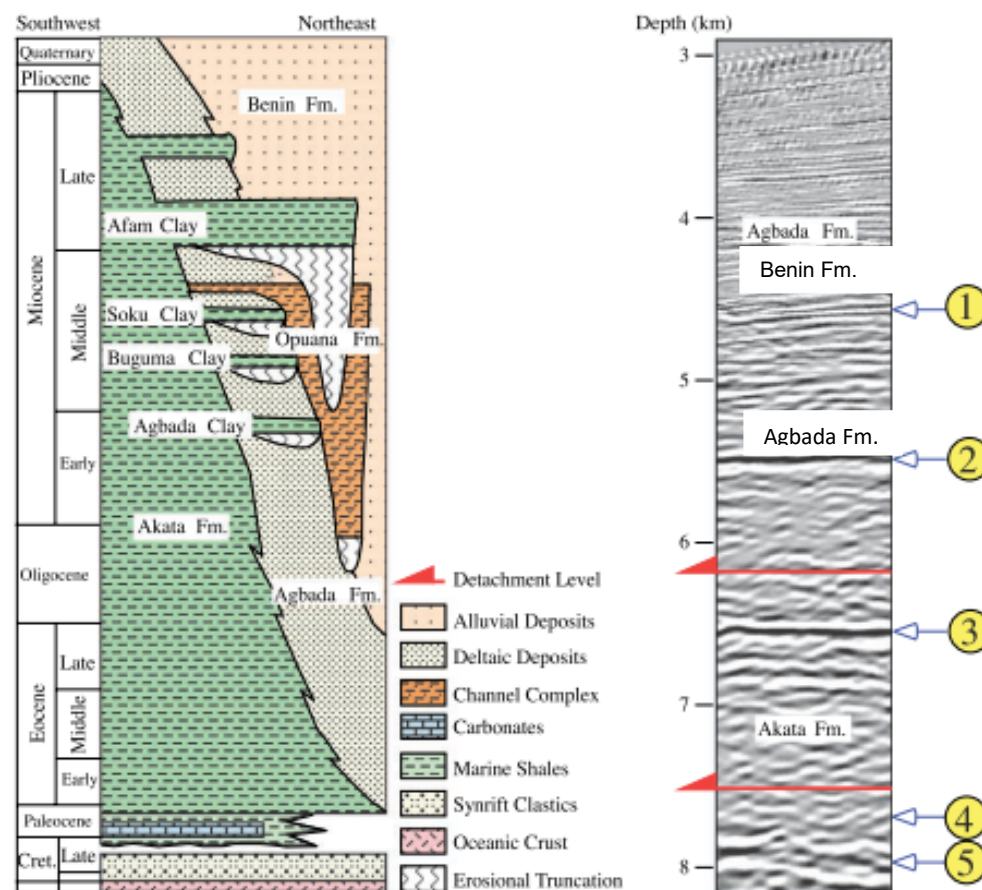 Southwest Northeast
Quaternary
Pliocene
Miocene
Late
Middle
Early
Oligocene
Eocene
Late
Middle
Early
Paleocene
Cret. Late
Benin Fm.
Afam Clay
Soku Clay
Opuana Fm.
Buguma Clay
Agbada Clay
Akata Fm.
Agbada Fm.
Detachment Level
Alluvial Deposits
Deltaic Deposits
Channel Complex
Carbonates
Marine Shales
Synrift Clastics
Oceanic Crust
Erosional Truncation
Depth (km)
3
4
5
6
7
8
Agbada Fm.
Benin Fm.
Agbada Fm.
Akata Fm.
1
2
3
4
5